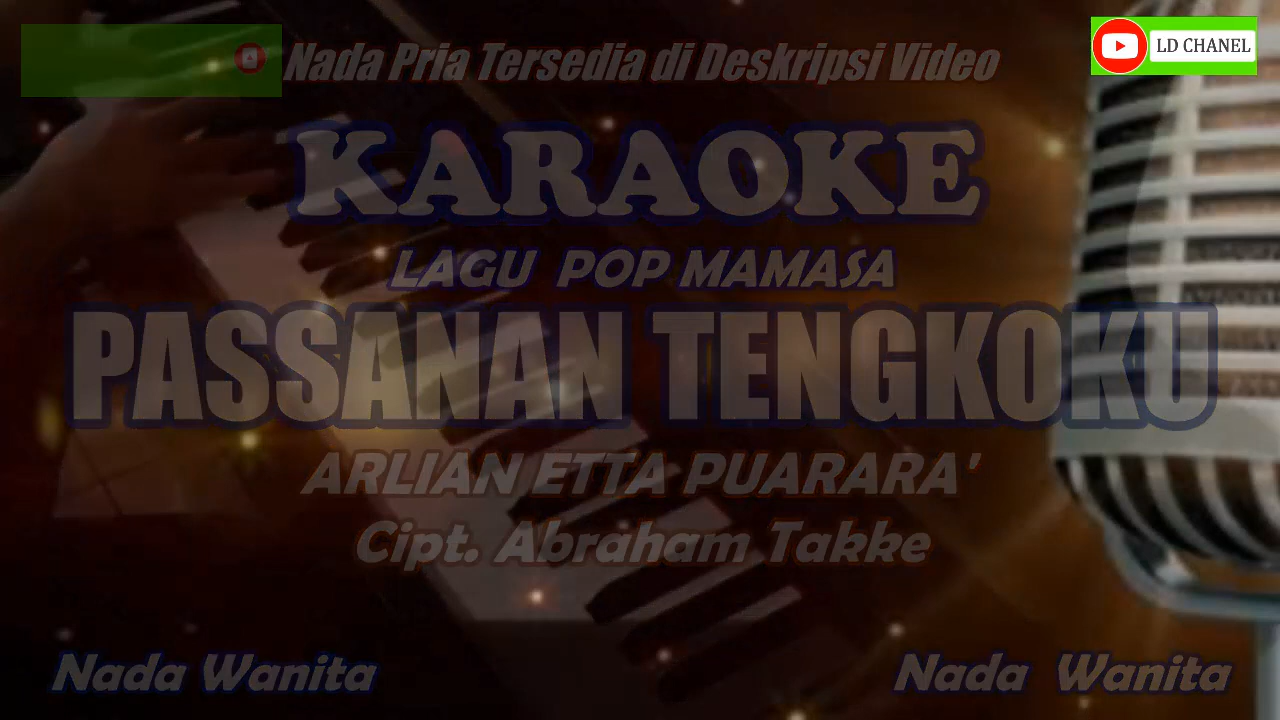 Nada Pria Tersedia di Deskripsi Video
LD CHANEL
KARAOKE
LAGU POP MAMASA
PASSANAN TENGKOKU
ARLIAN ETTA PUARARA'
Cipt. Abraham Takke
Nada Wanita
Nada Wanita